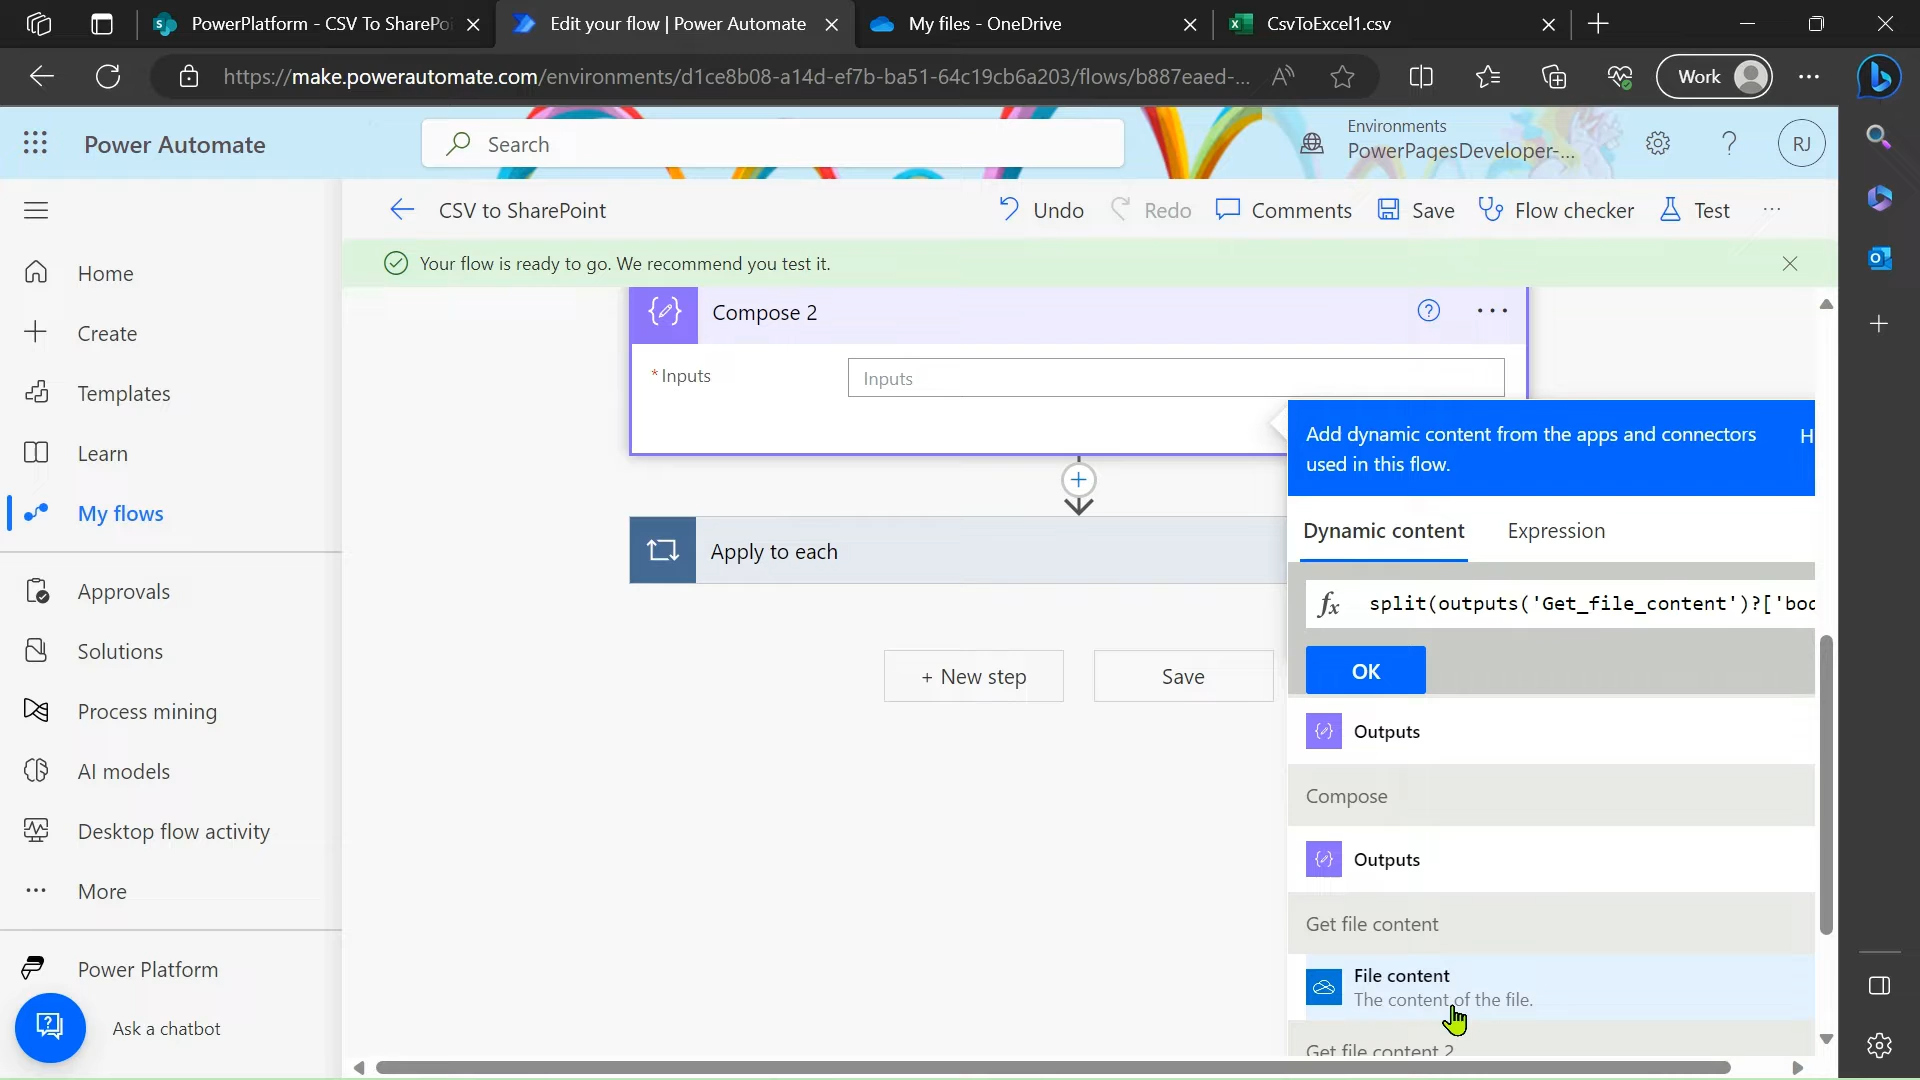 PowerPlatform - CSV To SharePo
Edit your flow | Power Automate
My files - OneDrive
CsvToExcel1.csv
https://make.powerautomate.com/environments/d1ce8b08-a14d-ef7b-ba51-64c19cb6a203/flows/b887eaed-...
Work
Power Automate
Search
Environments
PowerPagesDeveloper-...
RJ
CSV to SharePoint
Undo
Redo
Comments
Save
Flow checker
Test
Your flow is ready to go. We recommend you test it.
Home
Create
Templates
Learn
My flows
Approvals
Solutions
Process mining
AI models
Desktop flow activity
More
Power Platform
Ask a chatbot
Compose 2
* Inputs
Inputs
Apply to each
+ New step
Save
Add dynamic content from the apps and connectors
used in this flow.
H
Dynamic content
Expression
fx split(outputs('Get_file_content')?['bod
OK
Outputs
Compose
Outputs
Get file content
File content
The content of the file.
Get file content 2